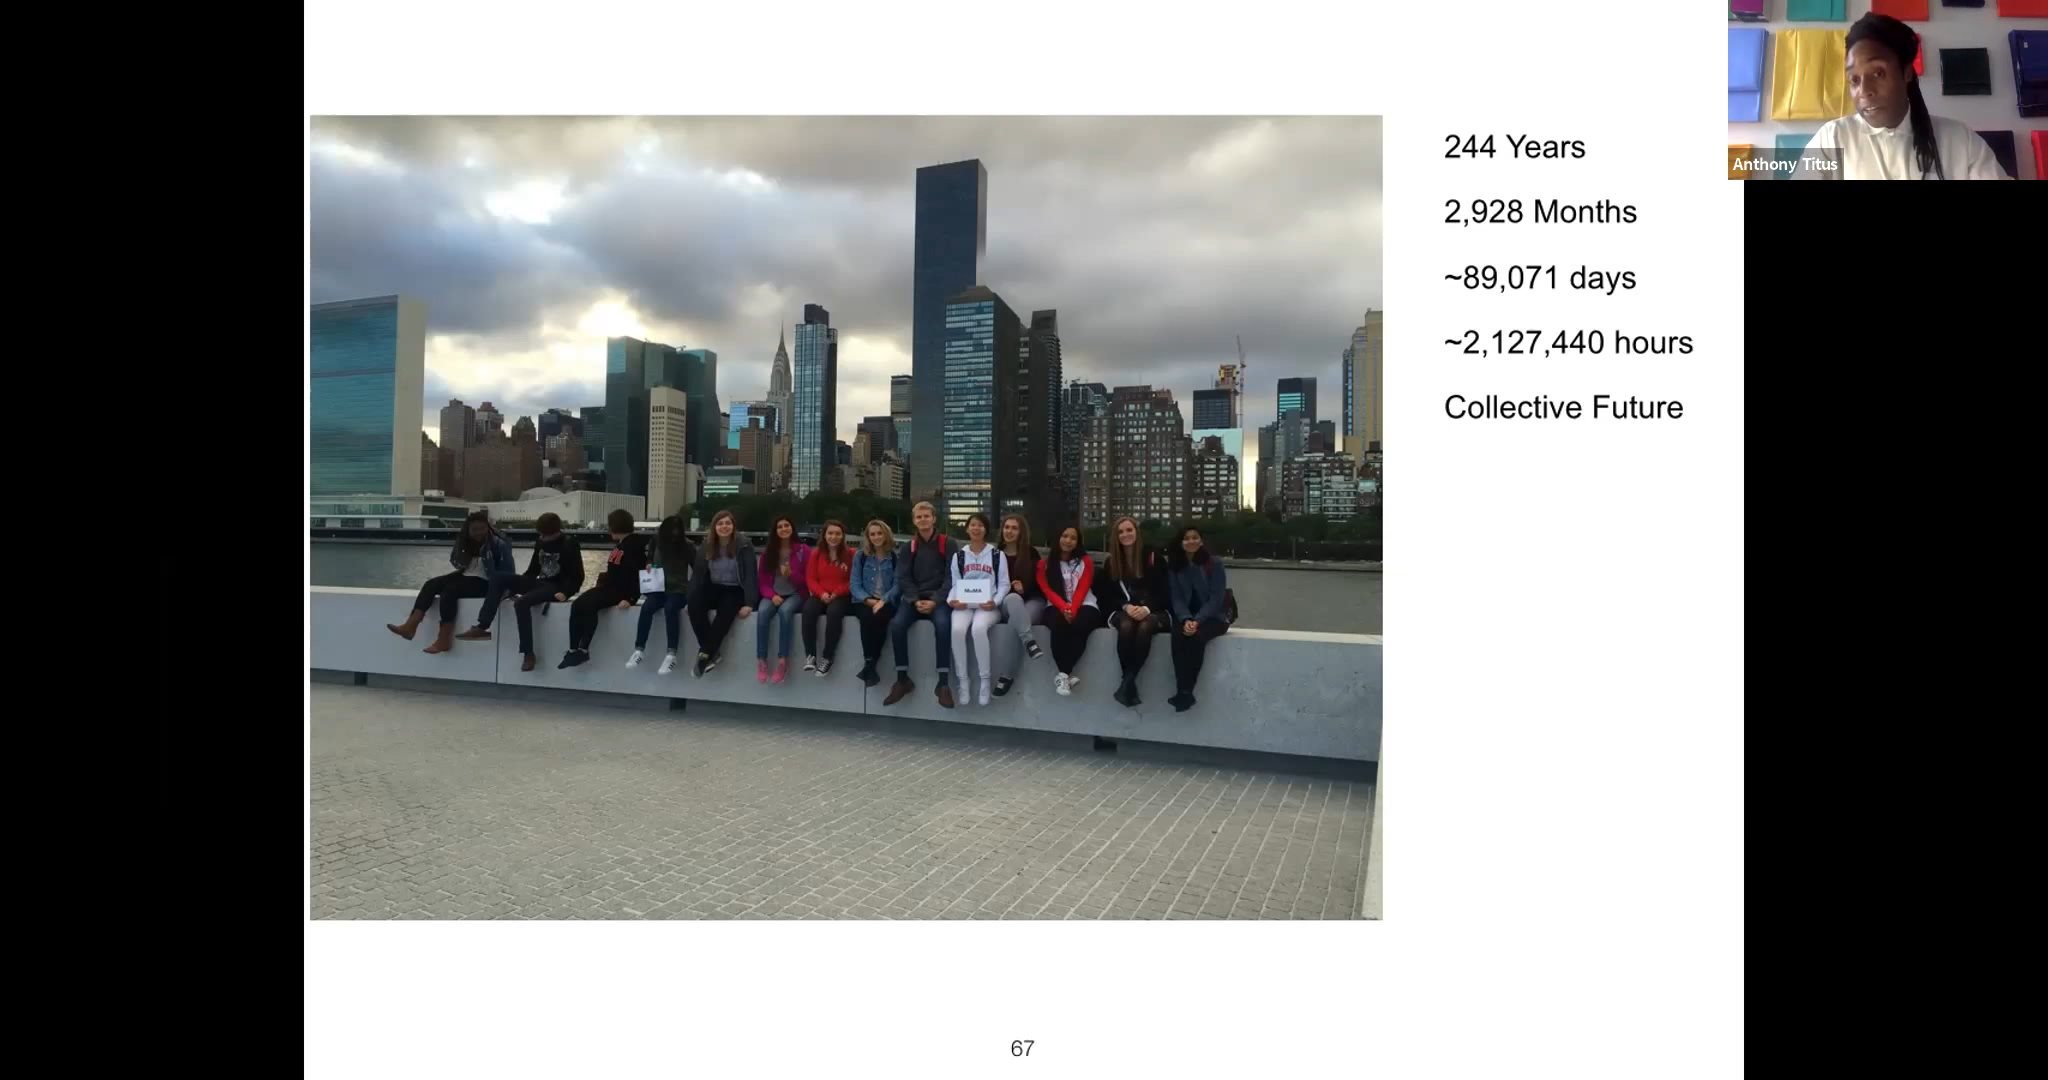 244 Years
2,928 Months
~89,071 days
~2,127,440 hours
Collective Future
Anthony Titus
MoMA
67